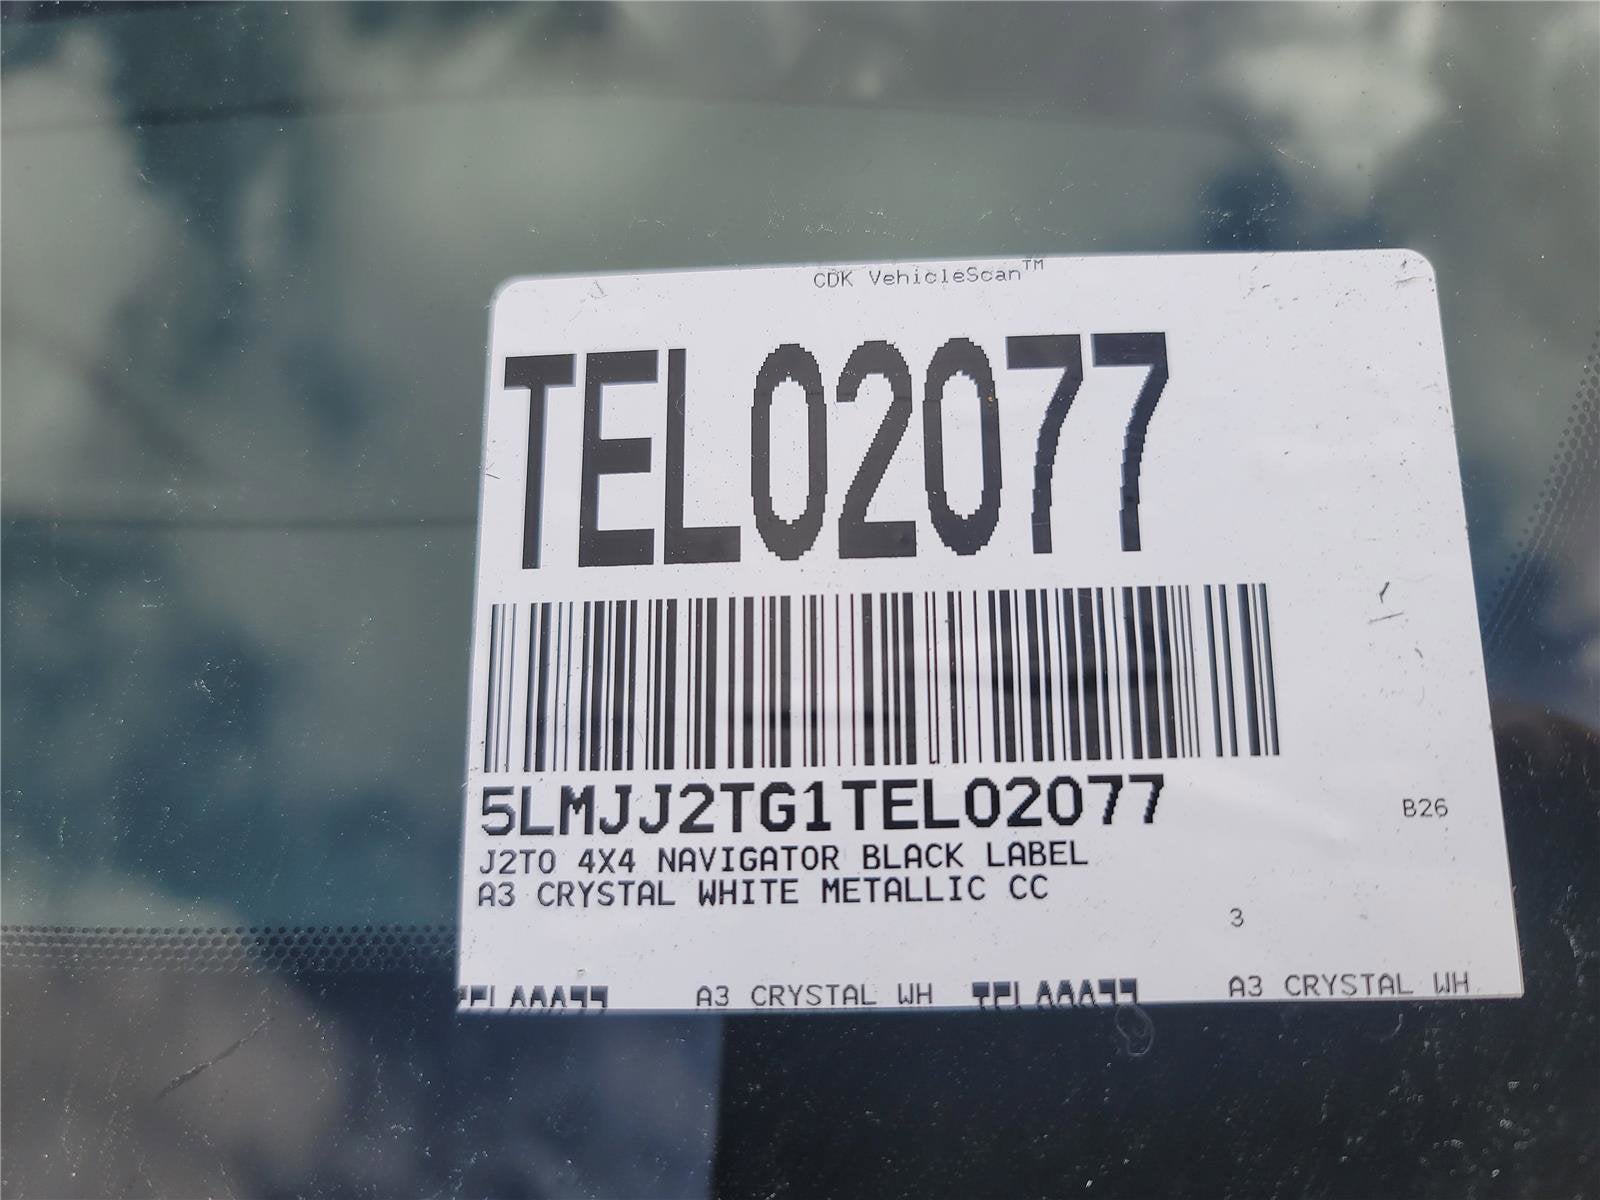 CDK VehicleScan™
TEL02077
5LMJJ2TG1TEL02077
B26
J2T0 4X4 NAVIGATOR BLACK LABEL
A3 CRYSTAL WHITE METALLIC CC
3
A3 CRYSTAL WH
A3 CRYSTAL WH